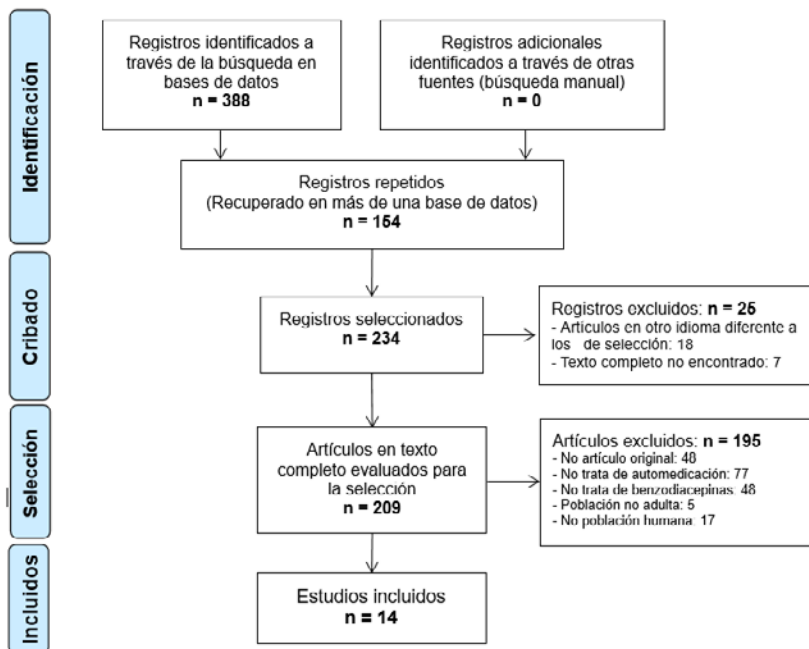 Identificación
Registros identificados a
través de la búsqueda en
bases de datos
n = 388
Registros adicionales
identificados a través de otras
fuentes (búsqueda manual)
n = 0
Registros repetidos
(Recuperado en más de una base de datos)
n = 154
Cribado
Registros seleccionados
n = 234
Registros excluidos: n = 25
- Artículos en otro idioma diferente a
los de selección: 18
- Texto completo no encontrado: 7
Selección
Artículos en texto
completo evaluados para
la selección
n = 209
Artículos excluidos: n = 195
- No artículo original: 48
- No trata de automedicación: 77
- No trata de benzodiacepinas: 48
- Población no adulta: 5
- No población humana: 17
Incluidos
Estudios incluidos
n = 14